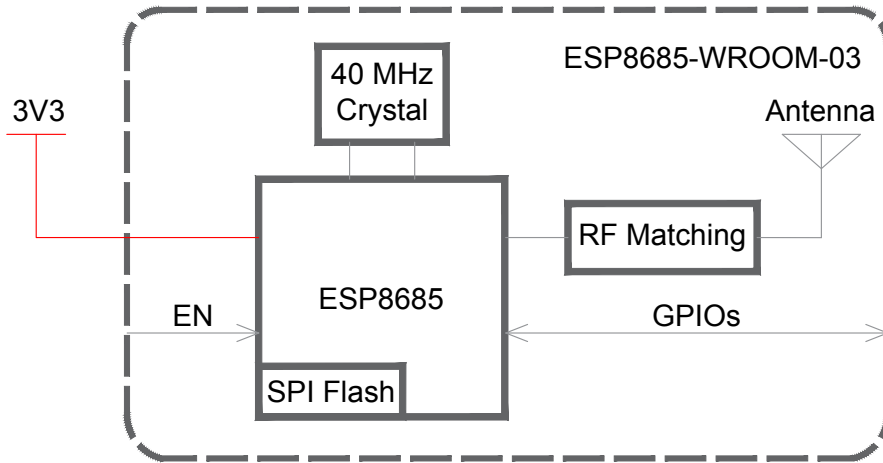 ESP8685-WROOM-03
40 MHz
Crystal
3V3
Antenna
RF Matching
ESP8685
EN
GPIOs
SPI Flash